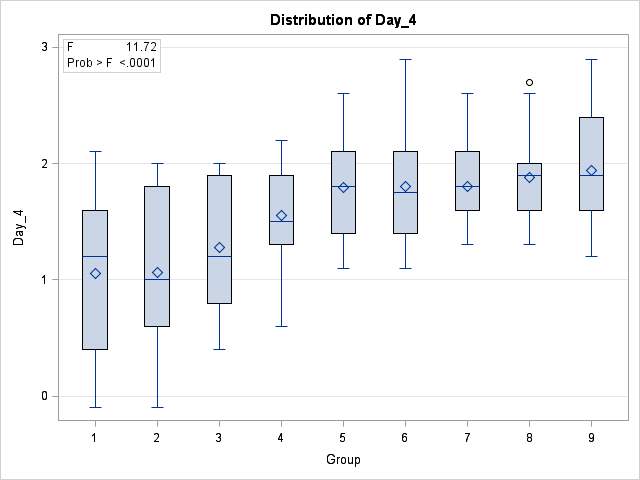 Distribution of Day_4
F 11.72
Prob > F <.0001
3
2
1
0
Day_4
1 2 3 4 5 6 7 8 9
Group